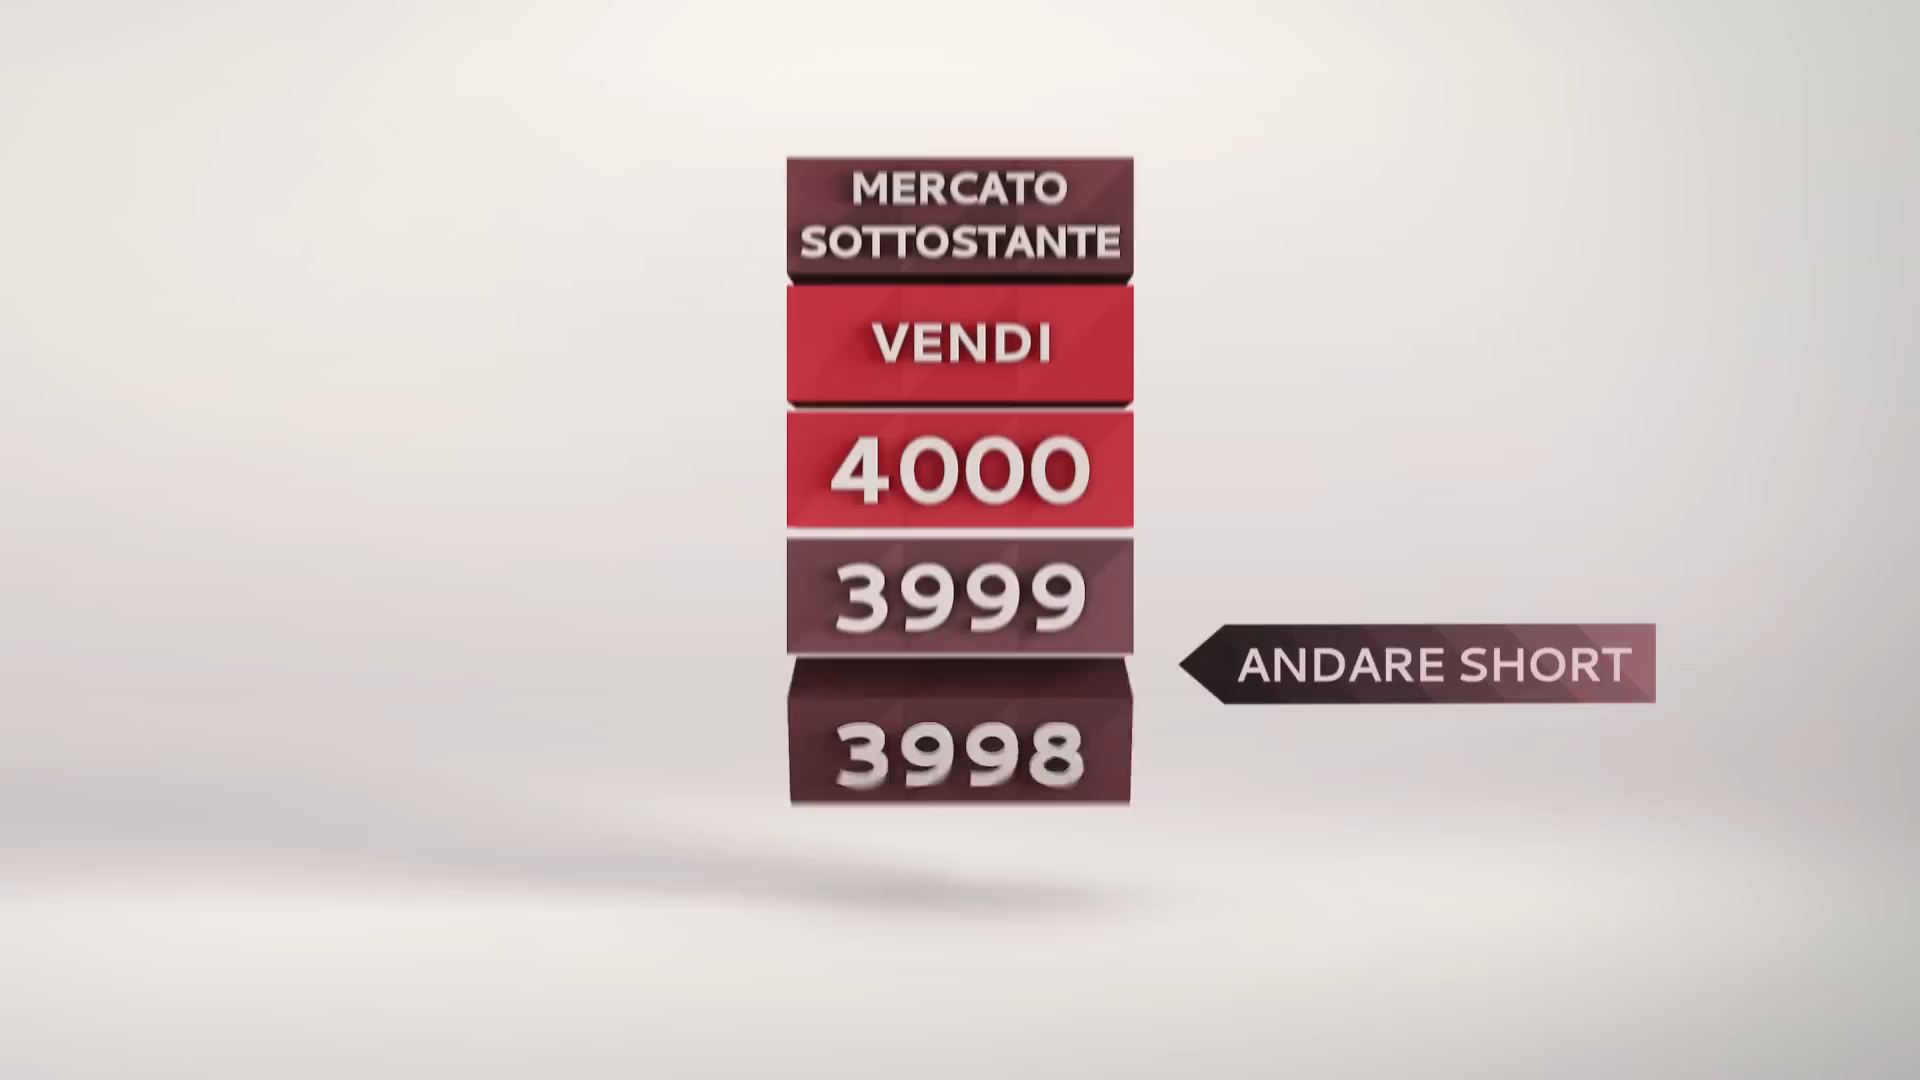 MERCATO
SOTTOSTANTE
VENDI
4000
3999
ANDARE SHORT
3998